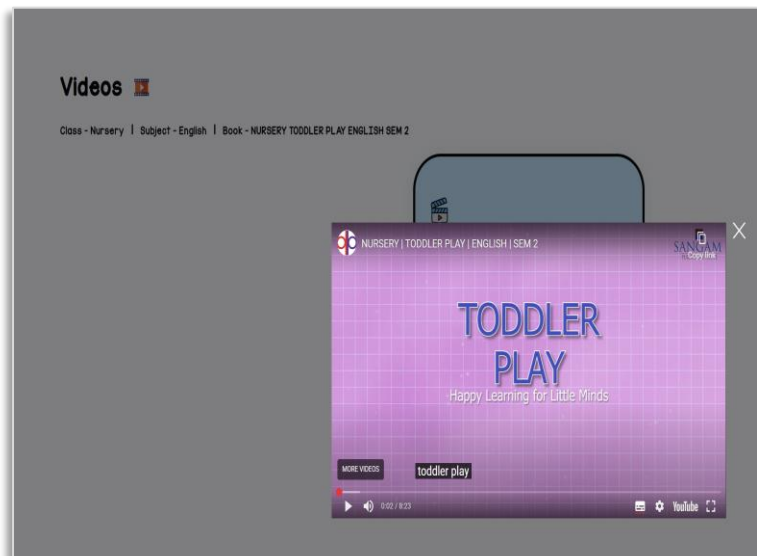 Videos
Class - Nursery | Subject - English | Book - NURSERY TODDLER PLAY ENGLISH SEM 2
NURSERY | TODDLER PLAY | ENGLISH | SEM 2
SANGAM
Copy link
X
TODDLER
PLAY
Happy Learning for Little Minds
MORE VIDEOS
toddler play
0:02 / 8:23
YouTube